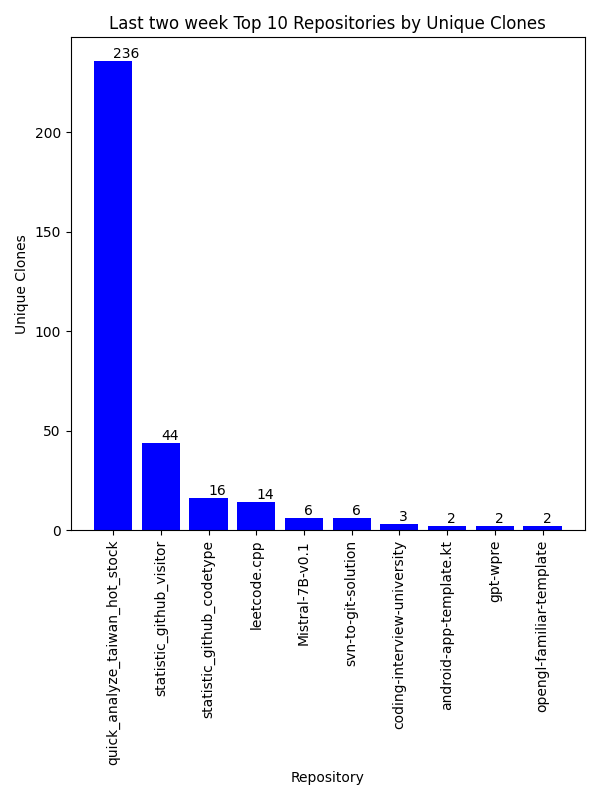 Last two week Top 10 Repositories by Unique Clones
236
44
16
14
6
6
3
2
2
2
200
150
100
50
0
Unique Clones
quick_analyze_taiwan_hot_stock
statistic_github_visitor
statistic_github_codetype
leetcode.cpp
Mistral-7B-v0.1
svn-to-git-solution
coding-interview-university
android-app-template.kt
gpt-wpre
opengl-familiar-template
Repository